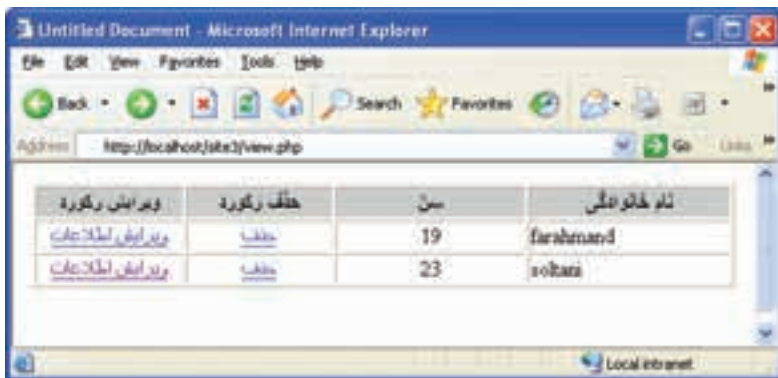 Untitled Document - Microsoft Internet Explorer
File Edit View Favorites Tools Help
Back Search Favorites
Address http://localhost/site3/view.php Go Links
نام خانوادگی سن حذف رکورد ویرایش رکورد
farahmand 19 حذف ویرایش اطلاعات
soltani 23 حذف ویرایش اطلاعات
Local intranet